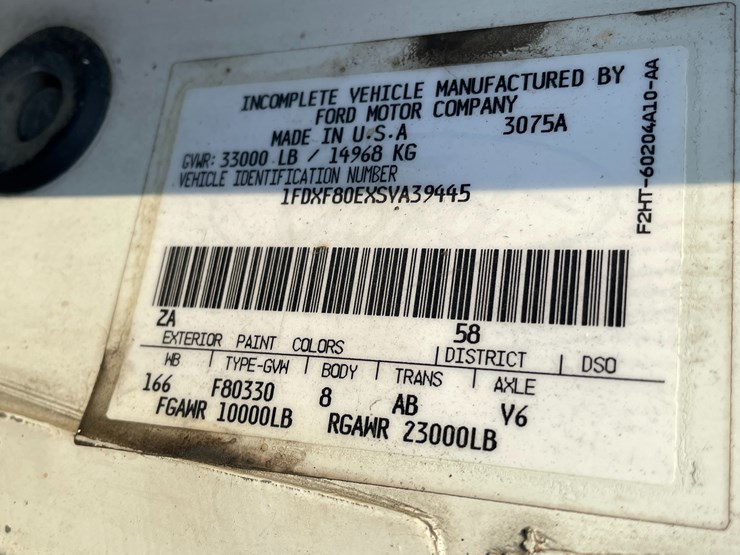 INCOMPLETE VEHICLE MANUFACTURED BY
FORD MOTOR COMPANY
MADE IN U.S.A 3075A
GVWR: 33000 LB / 14968 KG
VEHICLE IDENTIFICATION NUMBER
1FDXF80EXSVA39445
F2HT-60204A10-AA
ZA 58
EXTERIOR PAINT COLORS DISTRICT DSO
WB TYPE-GVW BODY TRANS AXLE
166 F80330 8 AB V6
FGAWR 10000LB RGAWR 23000LB